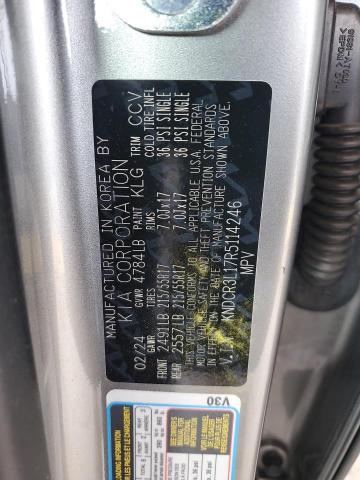 MANUFACTURED IN KOREA BY
KIA CORPORATION
02/24 GVWR 4784LB PAINT KLG TRIM CCV
TIRES RIMS COLD TIRE INFL
FRONT 2491LB 215/55R17 7.0JX17 36 PSI SINGLE
REAR 2557LB 215/55R17 7.0JX17 36 PSI SINGLE
THIS VEHICLE CONFORMS TO ALL APPLICABLE U.S.A. FEDERAL
MOTOR VEHICLE SAFETY AND THEFT PREVENTION STANDARDS
IN EFFECT ON THE DATE OF MANUFACTURE SHOWN ABOVE.
V.I.N: KNDCR3L17R5114246
MPV
V30
LOADING INFORMATION